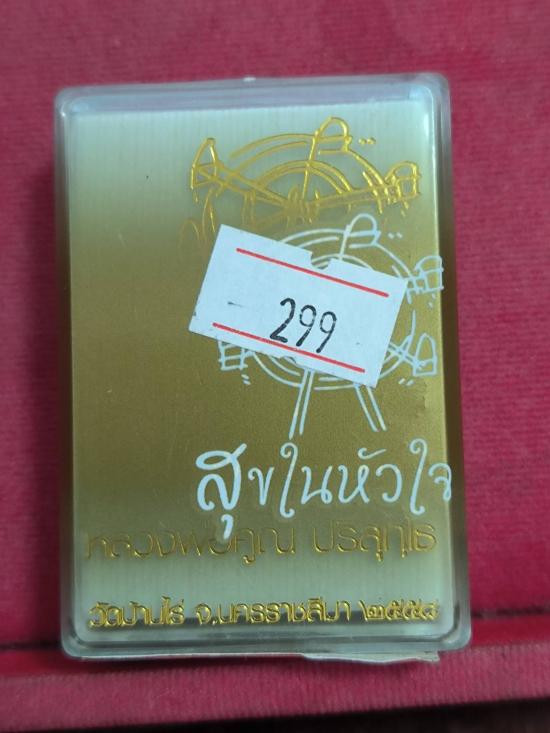 299
สุขในหัวใจ
หลวงพ่อคูณ ปริสุทฺโธ
วัดบ้านไร่ จ.นครราชสีมา ๒๕๕๘